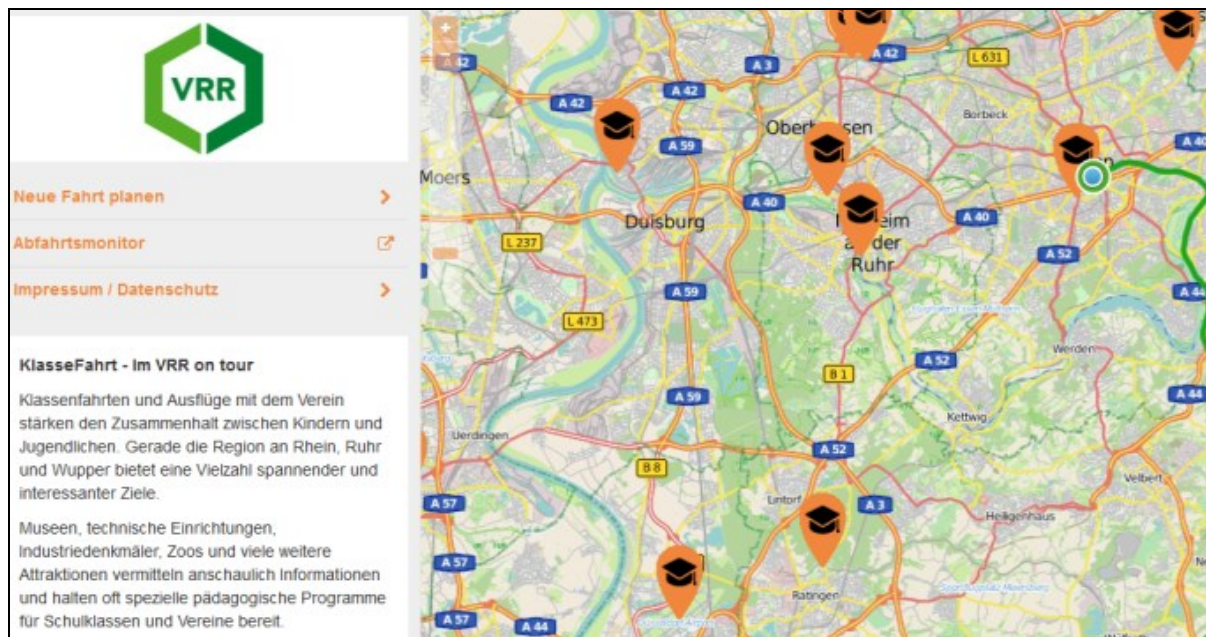 VRR
Neue Fahrt planen
Abfahrtsmonitor
Impressum / Datenschutz
KlasseFahrt - Im VRR on tour
Klassenfahrten und Ausflüge mit dem Verein
stärken den Zusammenhalt zwischen Kindern und
Jugendlichen. Gerade die Region an Rhein, Ruhr
und Wupper bietet eine Vielzahl spannender und
interessanter Ziele.
Museen, technische Einrichtungen,
Industriedenkmäler, Zoos und viele weitere
Attraktionen vermitteln anschaulich Informationen
und halten oft spezielle pädagogische Programme
für Schulklassen und Vereine bereit.
A 42
A 3
A 42
L 631
A 42
A 42
Borbeck
A 59
A 40
Moers
A 40
Duisburg
A 40
L 237
an der
Ruhr
A 52
A 59
A 44
L 473
Werden
A 52
B 1
A 59
A 44
Kettwig
Uerdingen
A 52
B 8
Velbert
A 57
Lintorf
A 3
Heiligenhaus
A 57
Ratingen
A 57
A 44